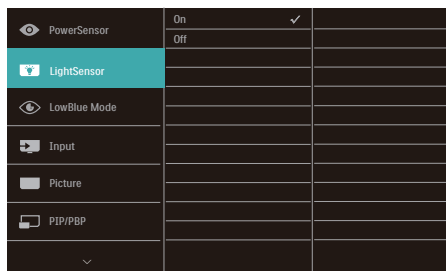 PowerSensor
LightSensor
LowBlue Mode
Input
Picture
PIP/PBP
On
Off